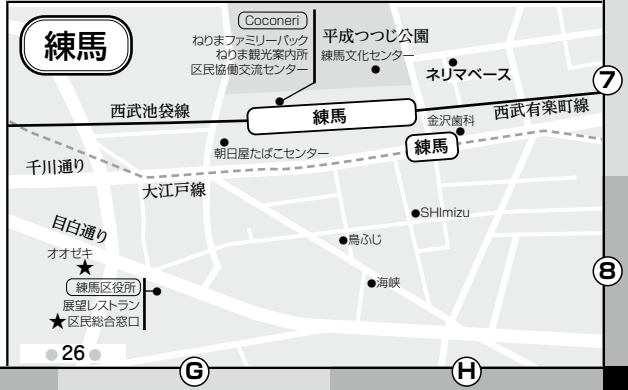 練馬
Coconeri
ねりまファミリーパック
ねりま観光案内所
区民協働交流センター
平成つつじ公園
練馬文化センター
ネリマベース
⑦
西武池袋線
練馬
西武有楽町線
金沢歯科
練馬
朝日屋たばこセンター
千川通り
大江戸線
SHImizu
目白通り
鳥ふじ
オオゼキ
★
⑧
海峡
練馬区役所
展望レストラン
★区民総合窓口
26
Ⓖ
Ⓗ